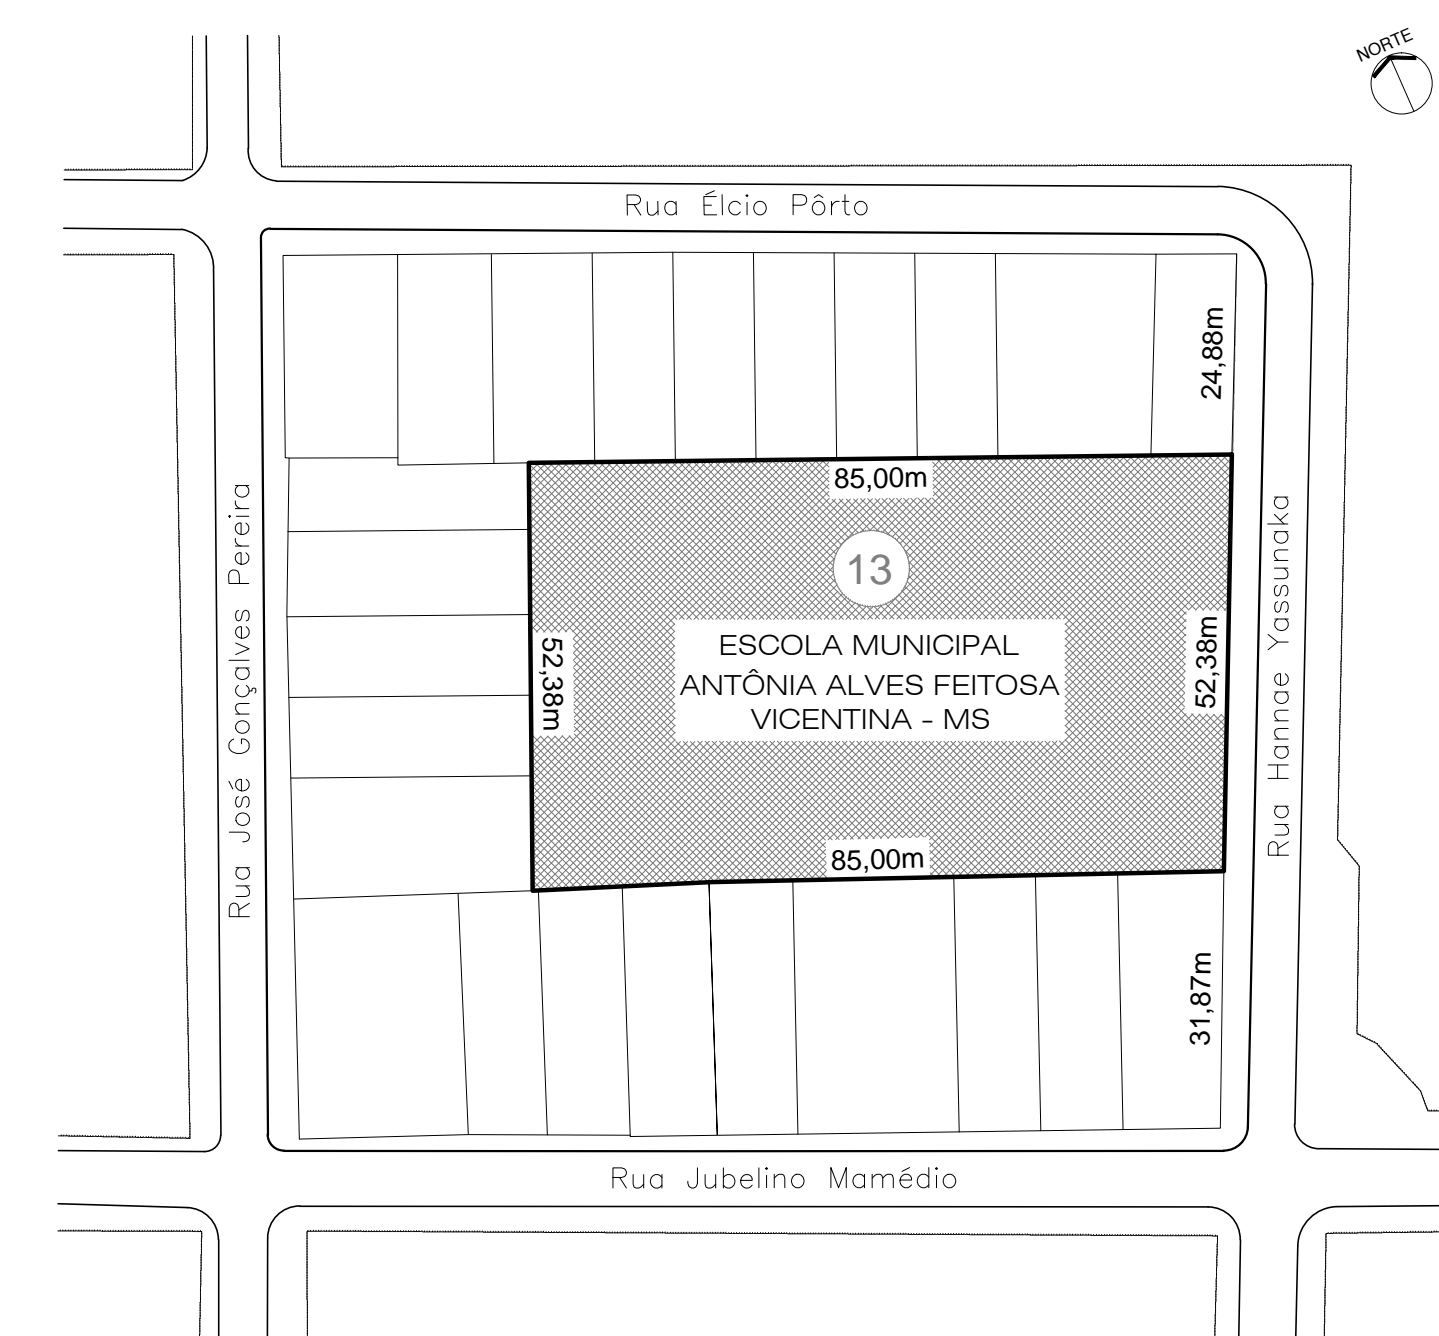 NORTE
Rua Élcio Pôrto
24,88m
85,00m
13
ESCOLA MUNICIPAL
ANTÔNIA ALVES FEITOSA
VICENTINA - MS
52,38m
52,38m
85,00m
31,87m
Rua José Gonçalves Pereira
Rua Hannae Yassunaka
Rua Jubelino Mamédio